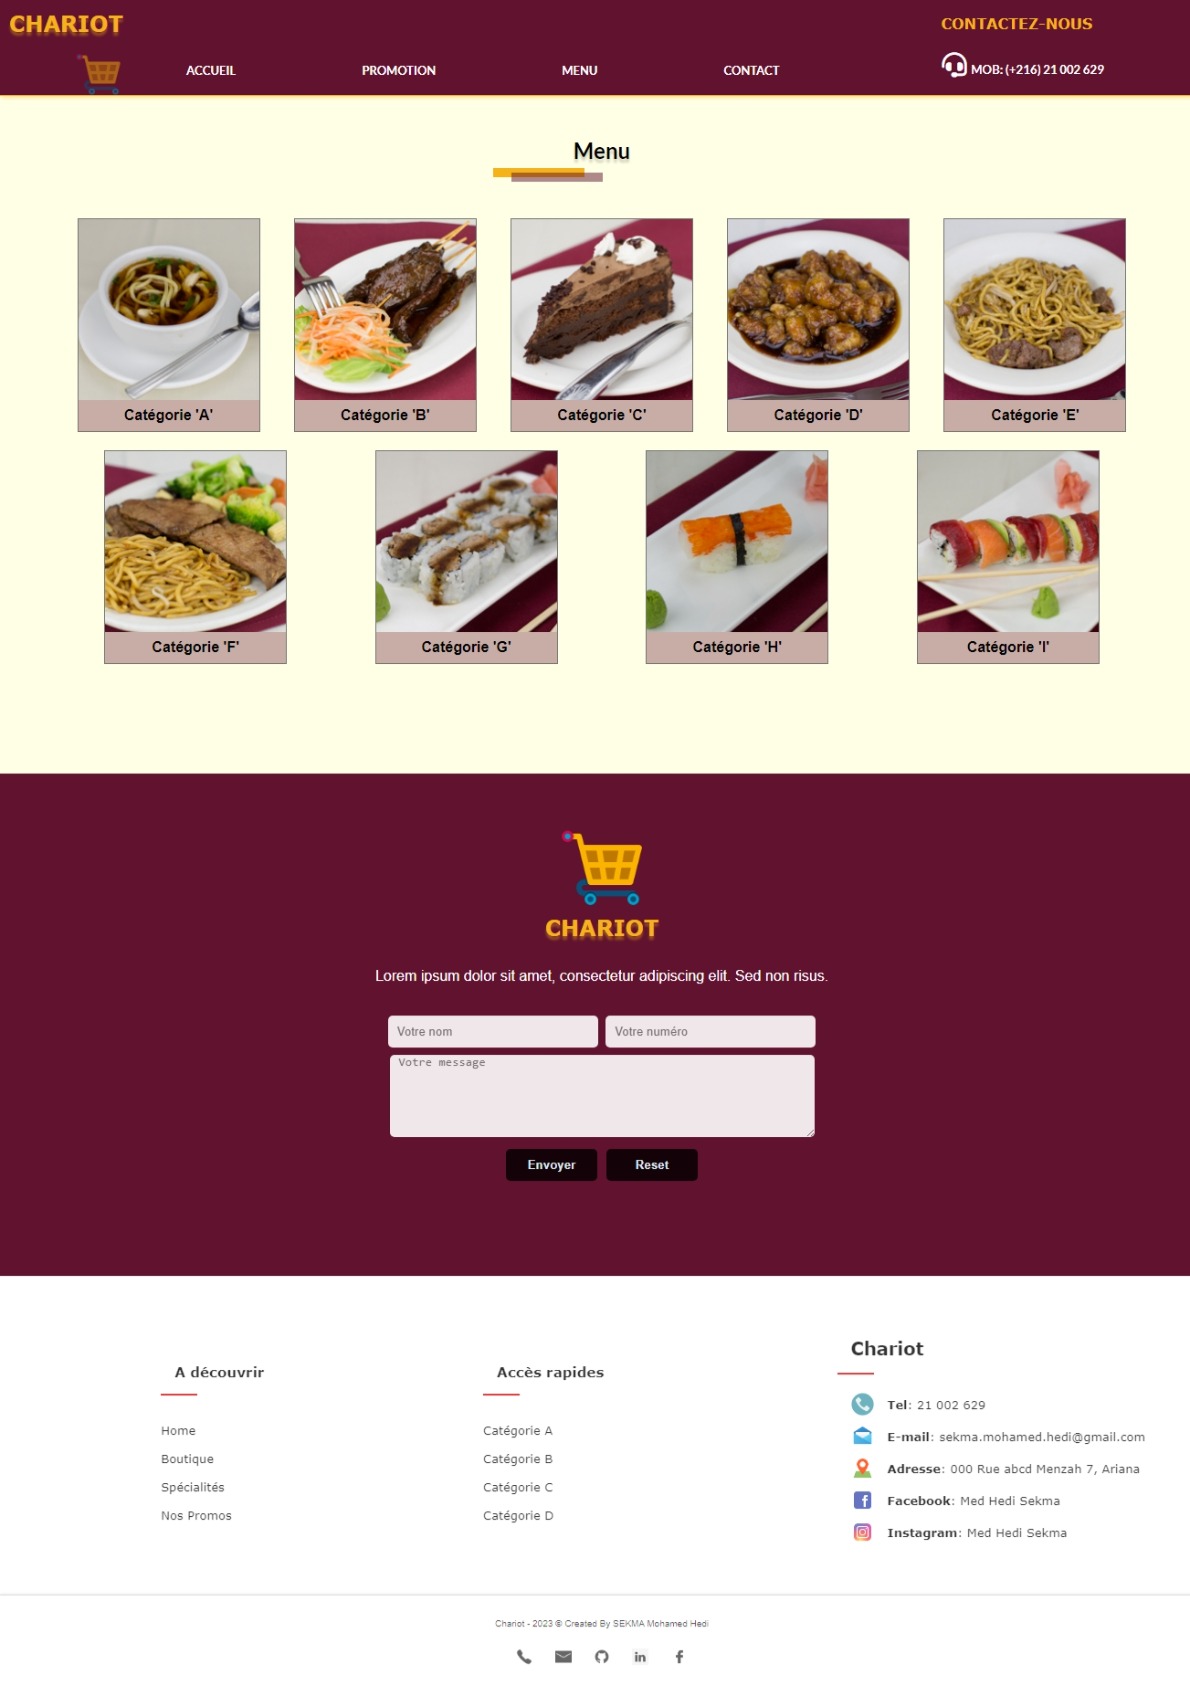 CHARIOT
CONTACTEZ-NOUS
ACCUEIL
PROMOTION
MENU
CONTACT
MOB: (+216) 21 002 629
Menu
Catégorie 'A'
Catégorie 'B'
Catégorie 'C'
Catégorie 'D'
Catégorie 'E'
Catégorie 'F'
Catégorie 'G'
Catégorie 'H'
Catégorie 'I'
CHARIOT
Lorem ipsum dolor sit amet, consectetur adipiscing elit. Sed non risus.
Votre nom
Votre numéro
Votre message
Envoyer
Reset
A découvrir
Home
Boutique
Spécialités
Nos Promos
Accès rapides
Catégorie A
Catégorie B
Catégorie C
Catégorie D
Chariot
Tel: 21 002 629
E-mail: sekma.mohamed.hedi@gmail.com
Adresse: 000 Rue abcd Menzah 7, Ariana
Facebook: Med Hedi Sekma
Instagram: Med Hedi Sekma
Chariot - 2023 © Created By SEKMA Mohamed Hedi